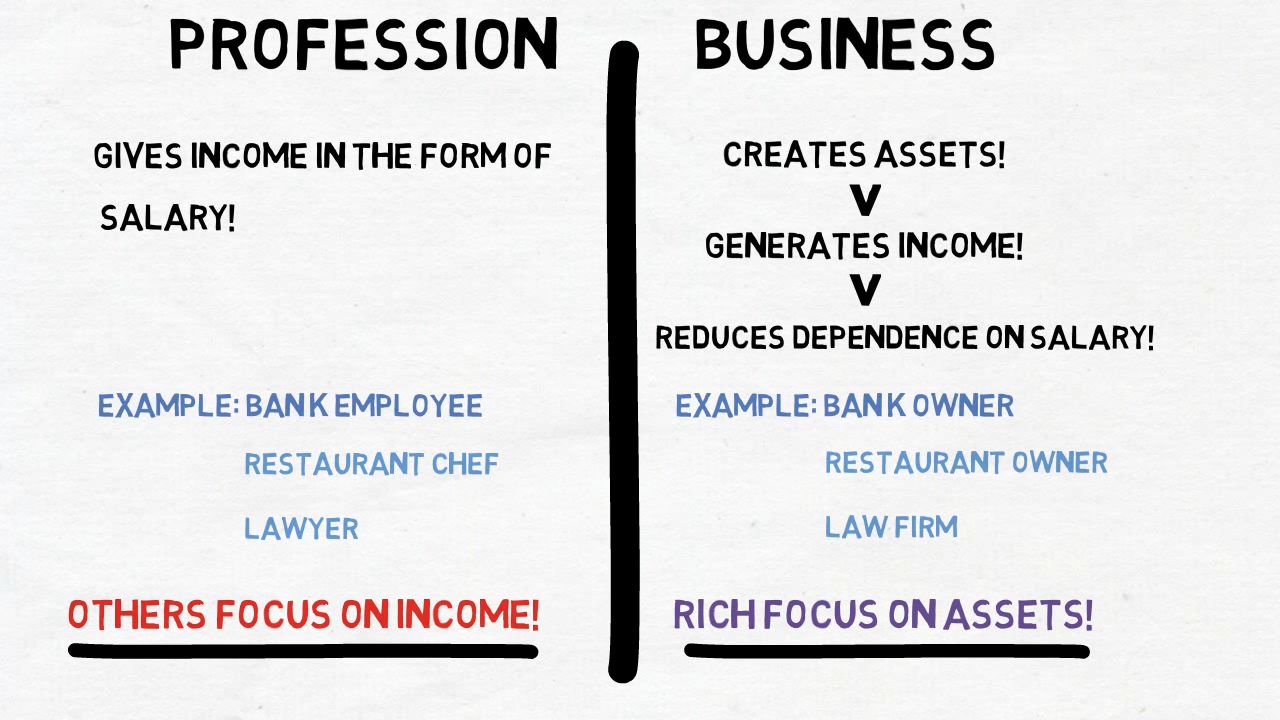 PROFESSION
GIVES INCOME IN THE FORM OF
SALARY!
EXAMPLE: BANK EMPLOYEE
RESTAURANT CHEF
LAWYER
OTHERS FOCUS ON INCOME!
BUSINESS
CREATES ASSETS!
V
GENERATES INCOME!
V
REDUCES DEPENDENCE ON SALARY!
EXAMPLE: BANK OWNER
RESTAURANT OWNER
LAW FIRM
RICH FOCUS ON ASSETS!